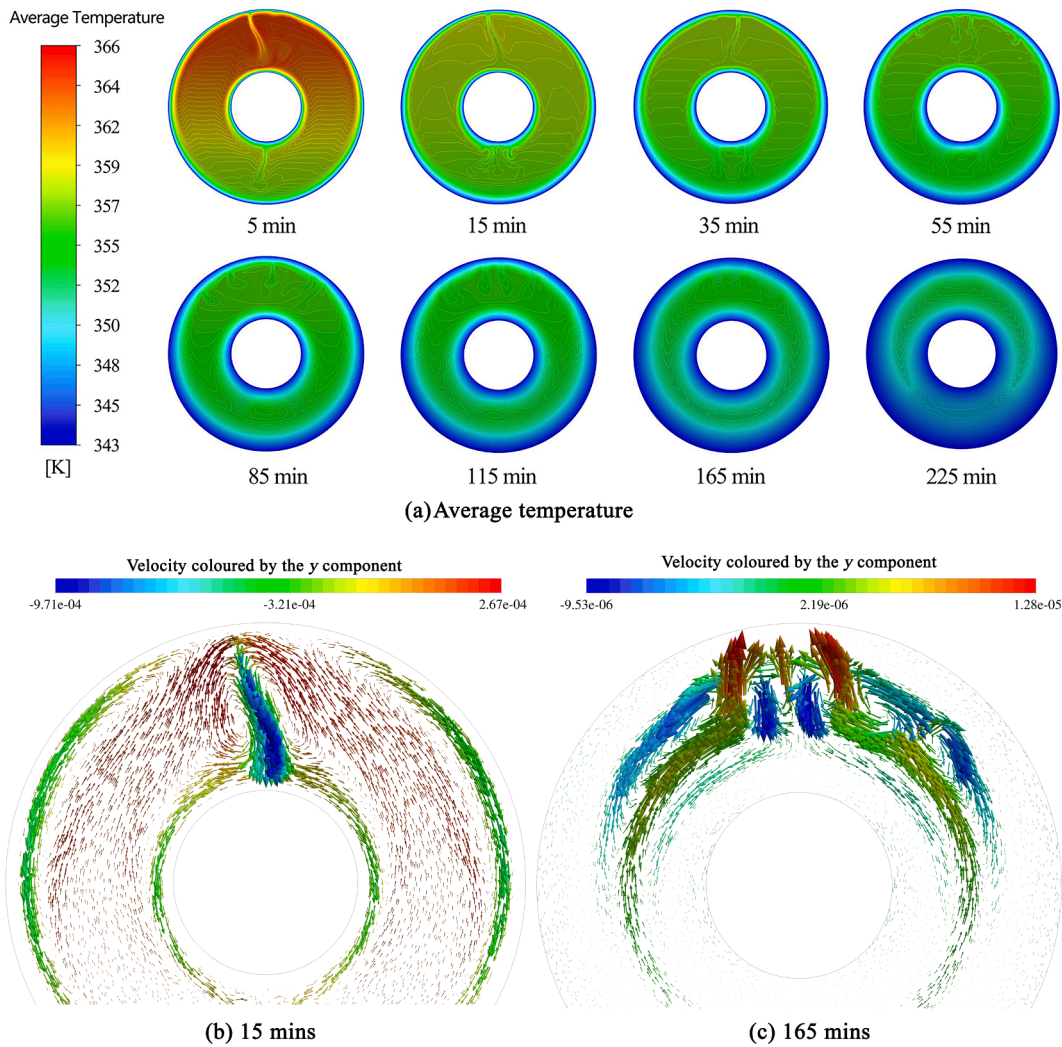 Average Temperature
366
364
362
361
359
357
355
354
352
350
348
347
345
343
[K]
5 min
15 min
35 min
55 min
85 min
115 min
165 min
225 min
(a)Average temperature
Velocity coloured by the y component
-9.71e-04
-3.21e-04
2.67e-04
(b) 15 mins
Velocity coloured by the y component
-9.53e-06
2.19e-06
1.28e-05
(c) 165 mins